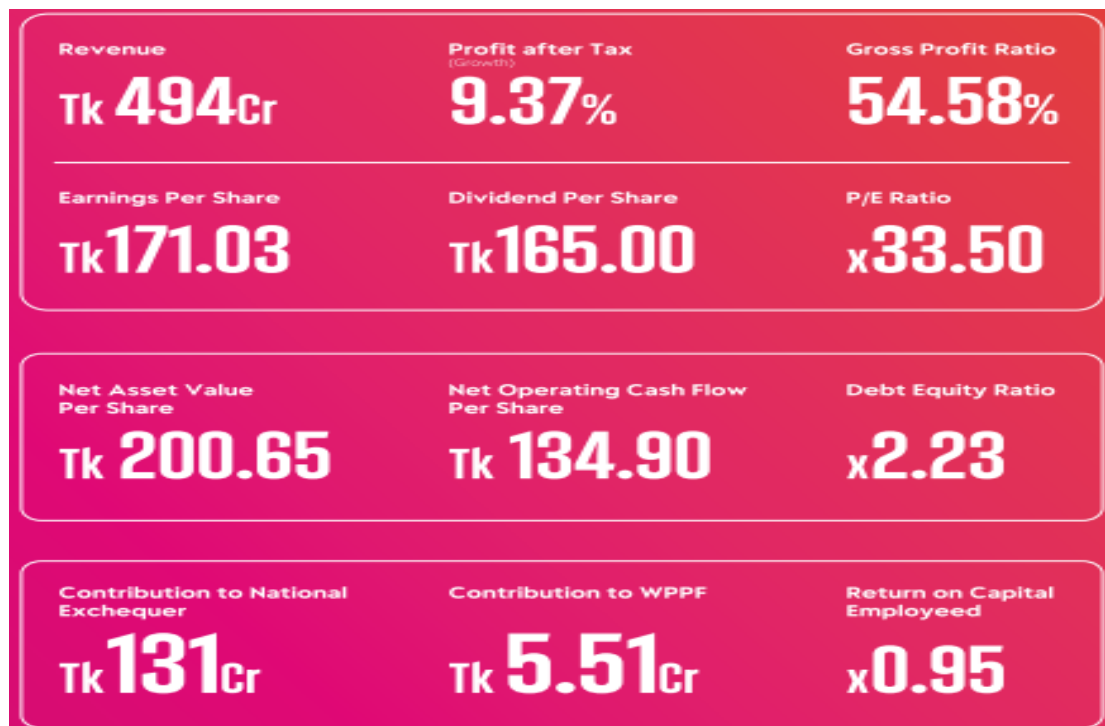 Revenue
Tk 494Cr
Profit after Tax
(Growth)
9.37%
Gross Profit Ratio
54.58%
Earnings Per Share
Tk171.03
Dividend Per Share
Tk165.00
P/E Ratio
x33.50
Net Asset Value
Per Share
Tk 200.65
Net Operating Cash Flow
Per Share
Tk 134.90
Debt Equity Ratio
x2.23
Contribution to National
Exchequer
Tk131Cr
Contribution to WPPF
Tk 5.51Cr
Return on Capital
Employeed
x0.95